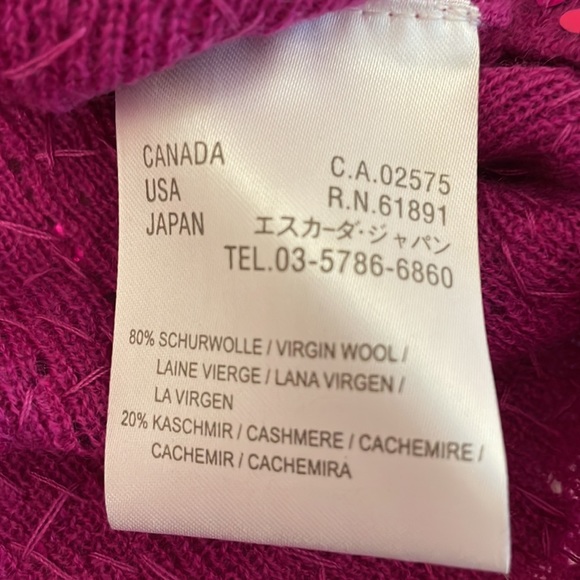 CANADA C.A.02575
USA R.N.61891
JAPAN エスカーダ・ジャパン
TEL.03-5786-6860
80% SCHURWOLLE / VIRGIN WOOL /
LAINE VIERGE / LANA VIRGEN /
LA VIRGEN
20% KASCHMIR / CASHMERE / CACHEMIRE /
CACHEMIR / CACHEMIRA